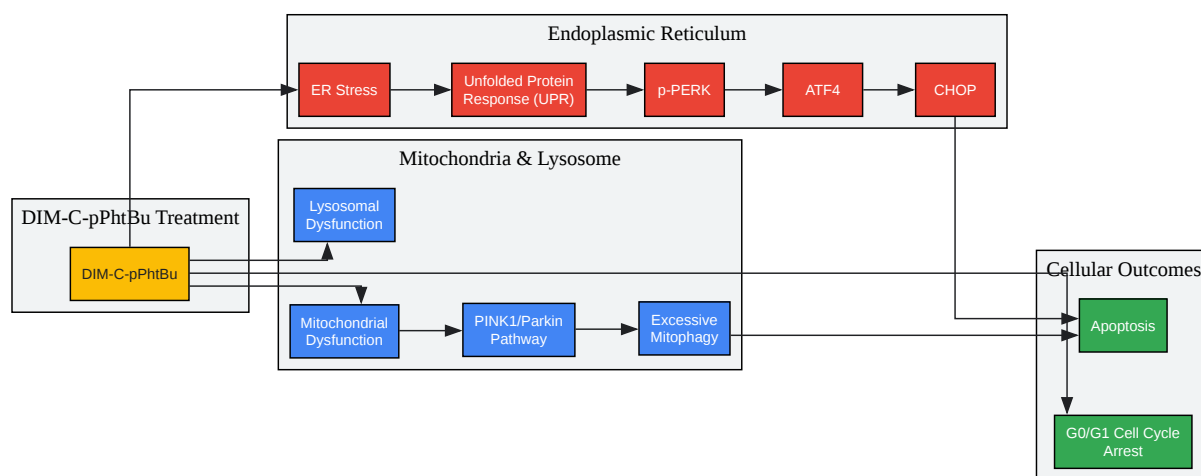 Endoplasmic Reticulum
ER Stress
Unfolded Protein
Response (UPR)
p-PERK
ATF4
CHOP
Mitochondria & Lysosome
Lysosomal
Dysfunction
DIM-C-pPhtBu Treatment
DIM-C-pPhtBu
Mitochondrial
Dysfunction
PINK1/Parkin
Pathway
Excessive
Mitophagy
Cellular Outcomes
Apoptosis
G0/G1 Cell Cycle
Arrest